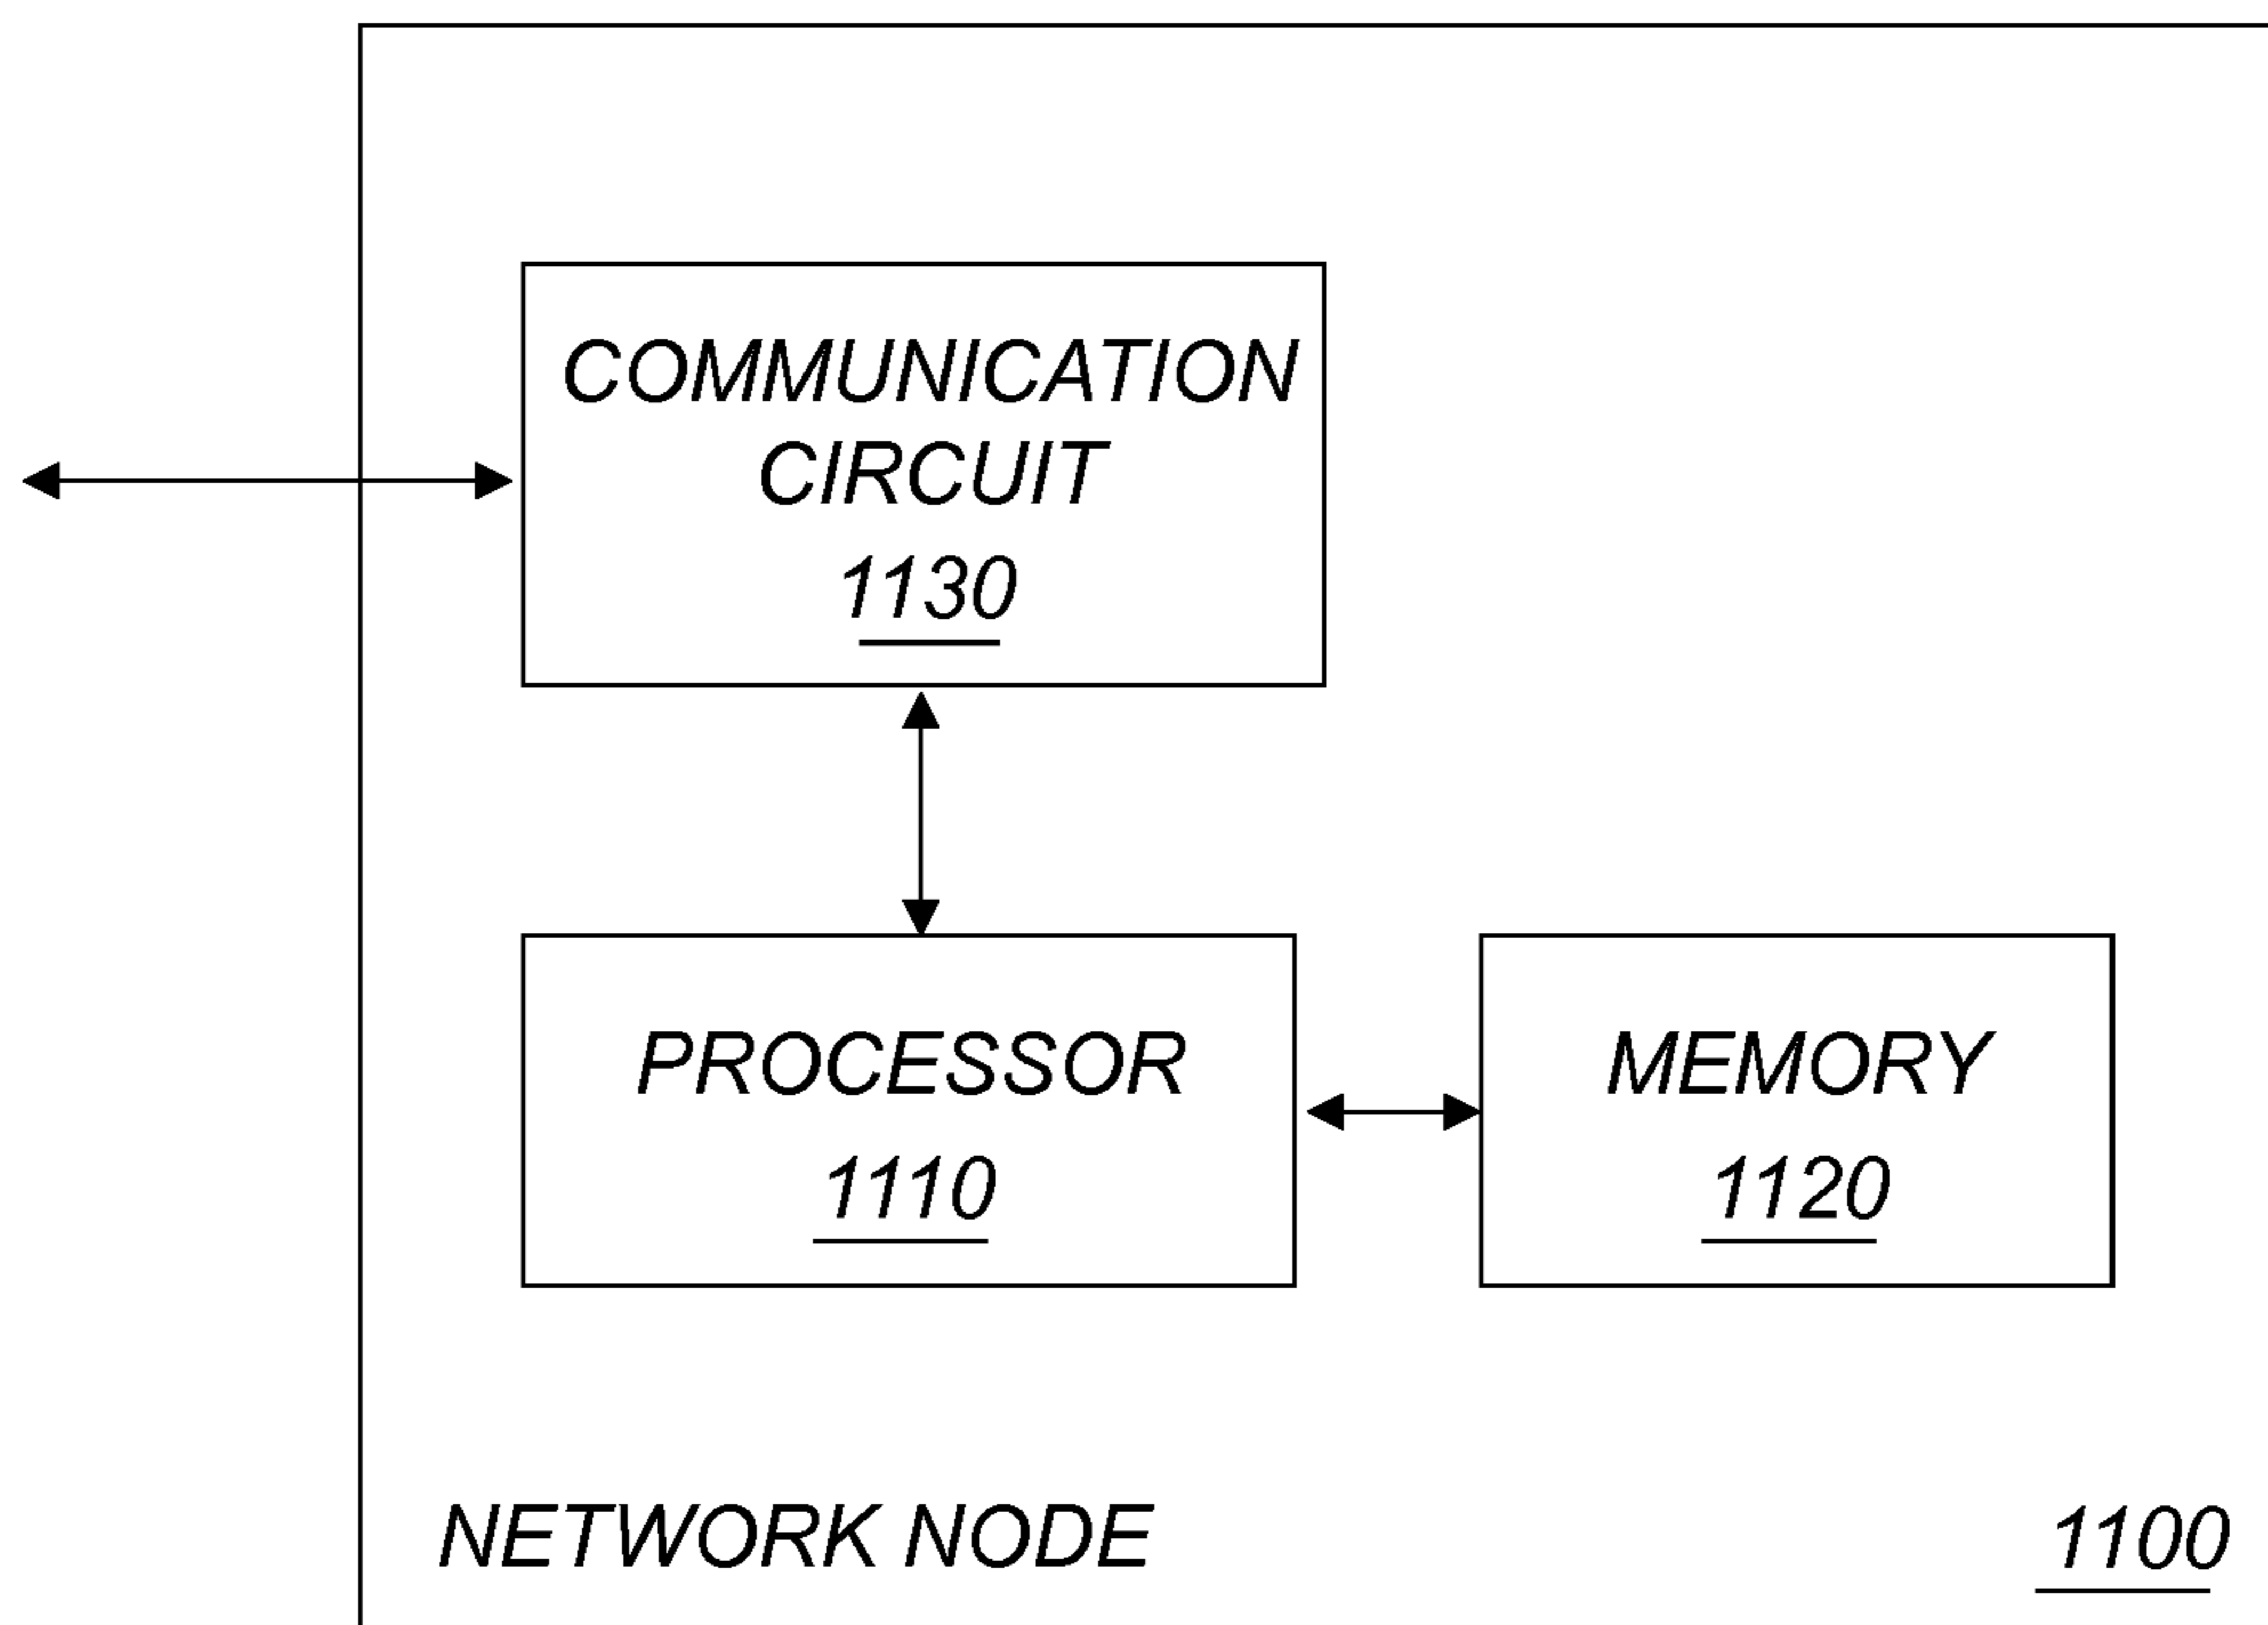 COMMUNICATION
CIRCUIT
1130
PROCESSOR
1110
MEMORY
1120
NETWORK NODE
1100